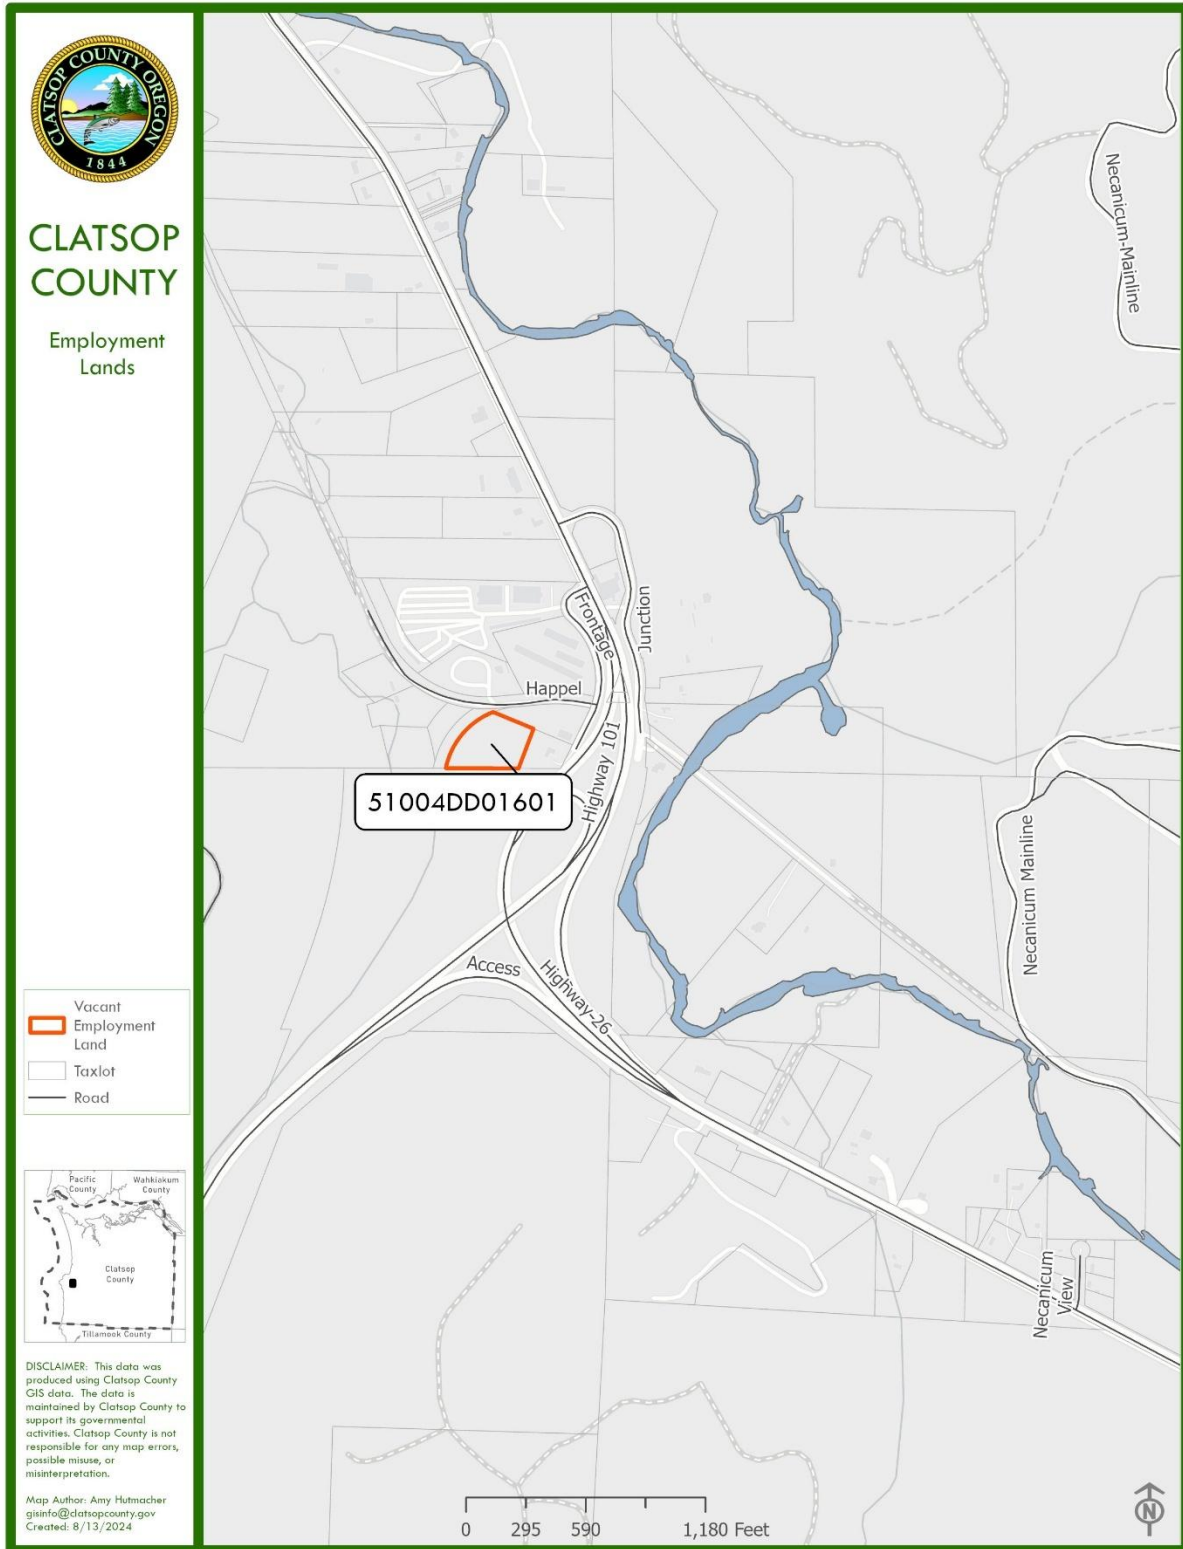 CLATSOP COUNTY OREGON
1844
CLATSOP
COUNTY
Employment
Lands
Vacant
Employment
Land
Taxlot
Road
Pacific
County
Wahkiakum
County
Clatsop
County
Tillamook County
DISCLAIMER: This data was
produced using Clatsop County
GIS data. The data is
maintained by Clatsop County to
support its governmental
activities. Clatsop County is not
responsible for any map errors,
possible misuse, or
misinterpretation.
Map Author: Amy Hutmacher
gisinfo@clatsopcounty.gov
Created: 8/13/2024
Necanicum-Mainline
Frontage
Junction
Happel
Highway 101
51004DD01601
Necanicum Mainline
Access
Highway-26
Necanicum
View
0 295 590 1,180 Feet
N